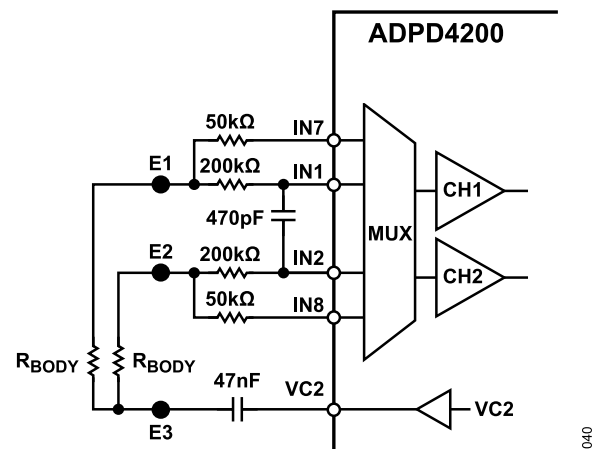 ADPD4200
50kΩ
IN7
E1
200kΩ
IN1
470pF
CH1
MUX
E2
200kΩ
IN2
CH2
50kΩ
IN8
RBODY
RBODY
47nF
VC2
VC2
E3
040